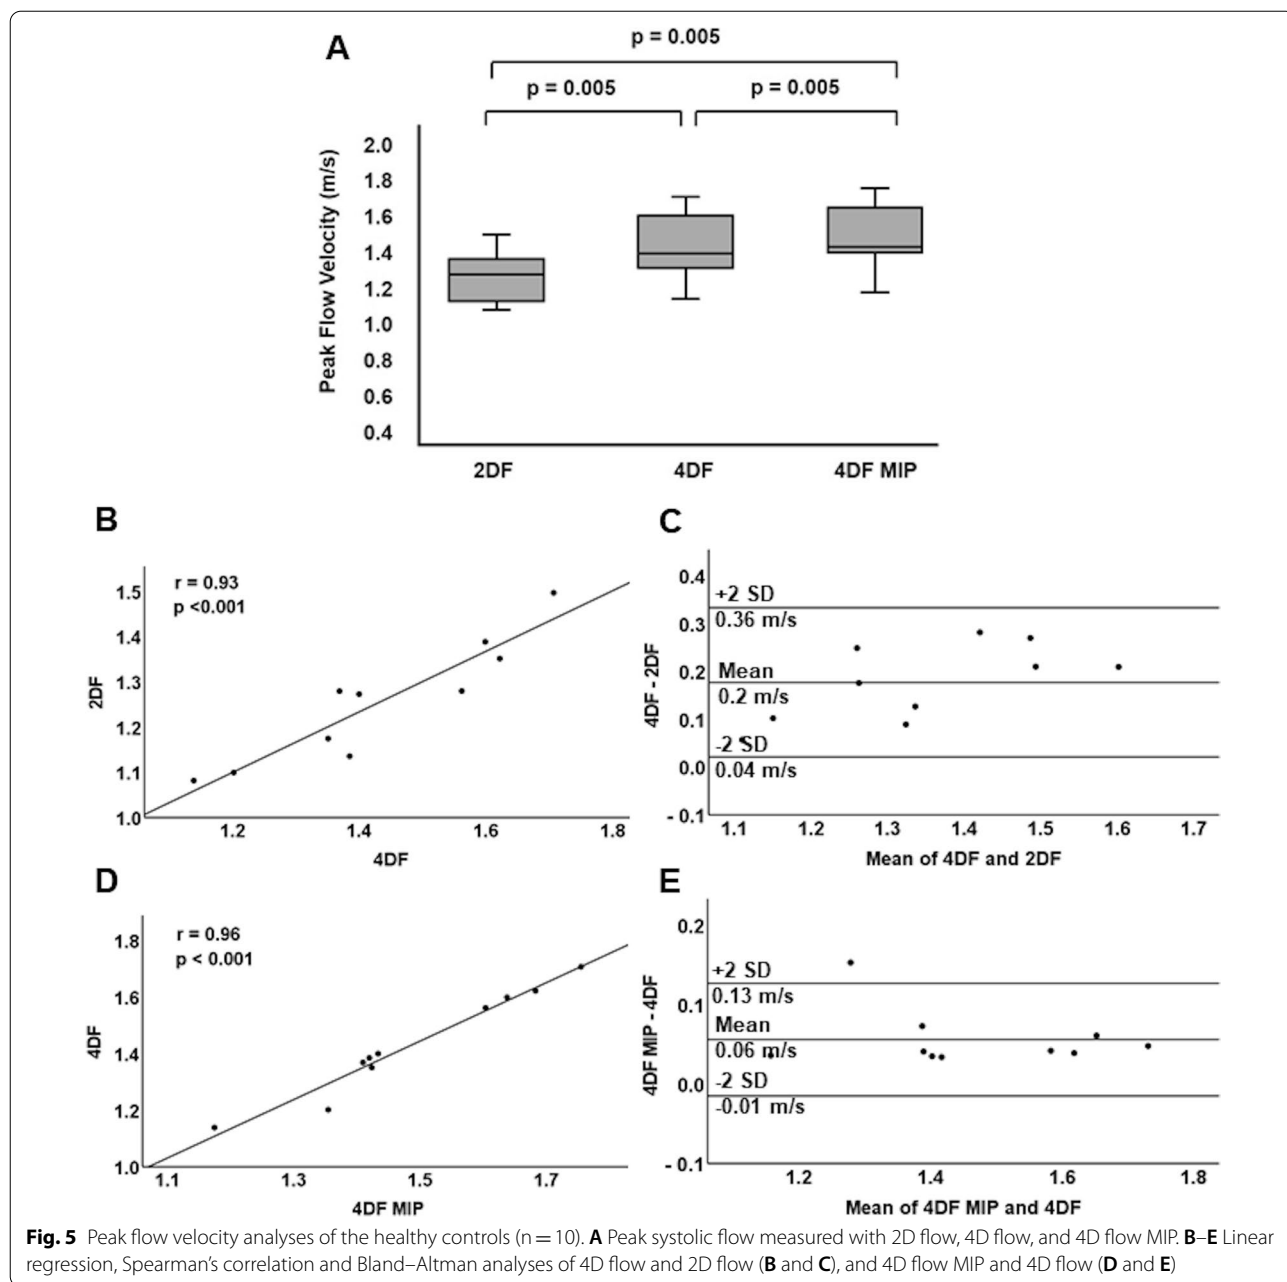 A
p = 0.005
p = 0.005 p = 0.005
Peak Flow Velocity (m/s)
2.0
1.8
1.6
1.4
1.2
1.0
0.8
0.6
0.4
2DF 4DF 4DF MIP
B
r = 0.93
p <0.001
2DF
1.5
1.4
1.3
1.2
1.1
1.0
1.2 1.4 1.6 1.8
4DF
C
4DF - 2DF
0.4
0.3
0.2
0.1
0.0
- 0.1
+2 SD
0.36 m/s
Mean
0.2 m/s
-2 SD
0.04 m/s
1.1 1.2 1.3 1.4 1.5 1.6 1.7
Mean of 4DF and 2DF
D
r = 0.96
p < 0.001
4DF
1.8
1.6
1.4
1.2
1.0
1.1 1.3 1.5 1.7
4DF MIP
E
4DF MIP - 4DF
0.2
0.1
0.0
- 0.1
+2 SD
0.13 m/s
Mean
0.06 m/s
-2 SD
-0.01 m/s
1.2 1.4 1.6 1.8
Mean of 4DF MIP and 4DF
Fig. 5 Peak flow velocity analyses of the healthy controls (n = 10). A Peak systolic flow measured with 2D flow, 4D flow, and 4D flow MIP. B–E Linear
regression, Spearman's correlation and Bland–Altman analyses of 4D flow and 2D flow (B and C), and 4D flow MIP and 4D flow (D and E)